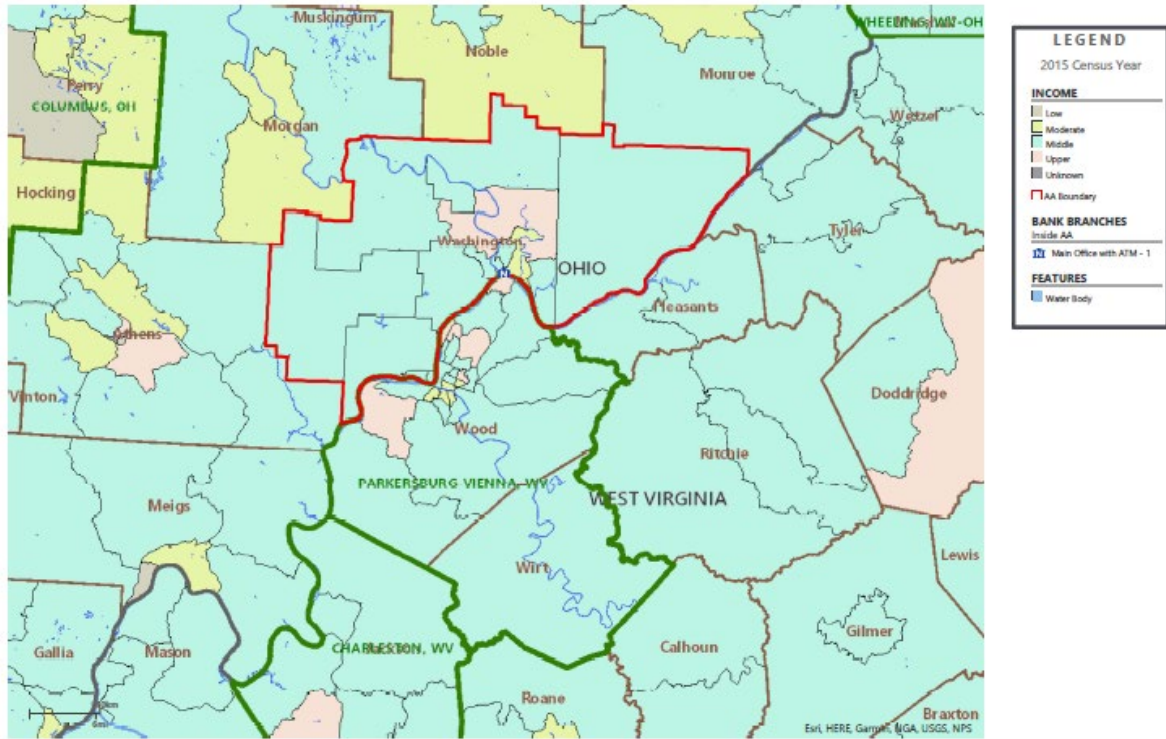 Muskingum
WHEELING, WV-OH
Noble
Monroe
Perry
COLUMBUS, OH
Morgan
Wetzel
Hocking
Washington
Tyler
OHIO
Pleasants
Athens
Vinton
Doddridge
Wood
Ritchie
PARKERSBURG VIENNA, WV
WEST VIRGINIA
Meigs
Lewis
Wirt
Gilmer
Gallia
Mason
CHARLESTON, WV
Calhoun
Roane
Braxton
Esri, HERE, Garmin, NGA, USGS, NPS
LEGEND
2015 Census Year
INCOME
Low
Moderate
Middle
Upper
Unknown
AA Boundary
BANK BRANCHES
Inside AA
N Main Office with ATM - 1
FEATURES
Water Body